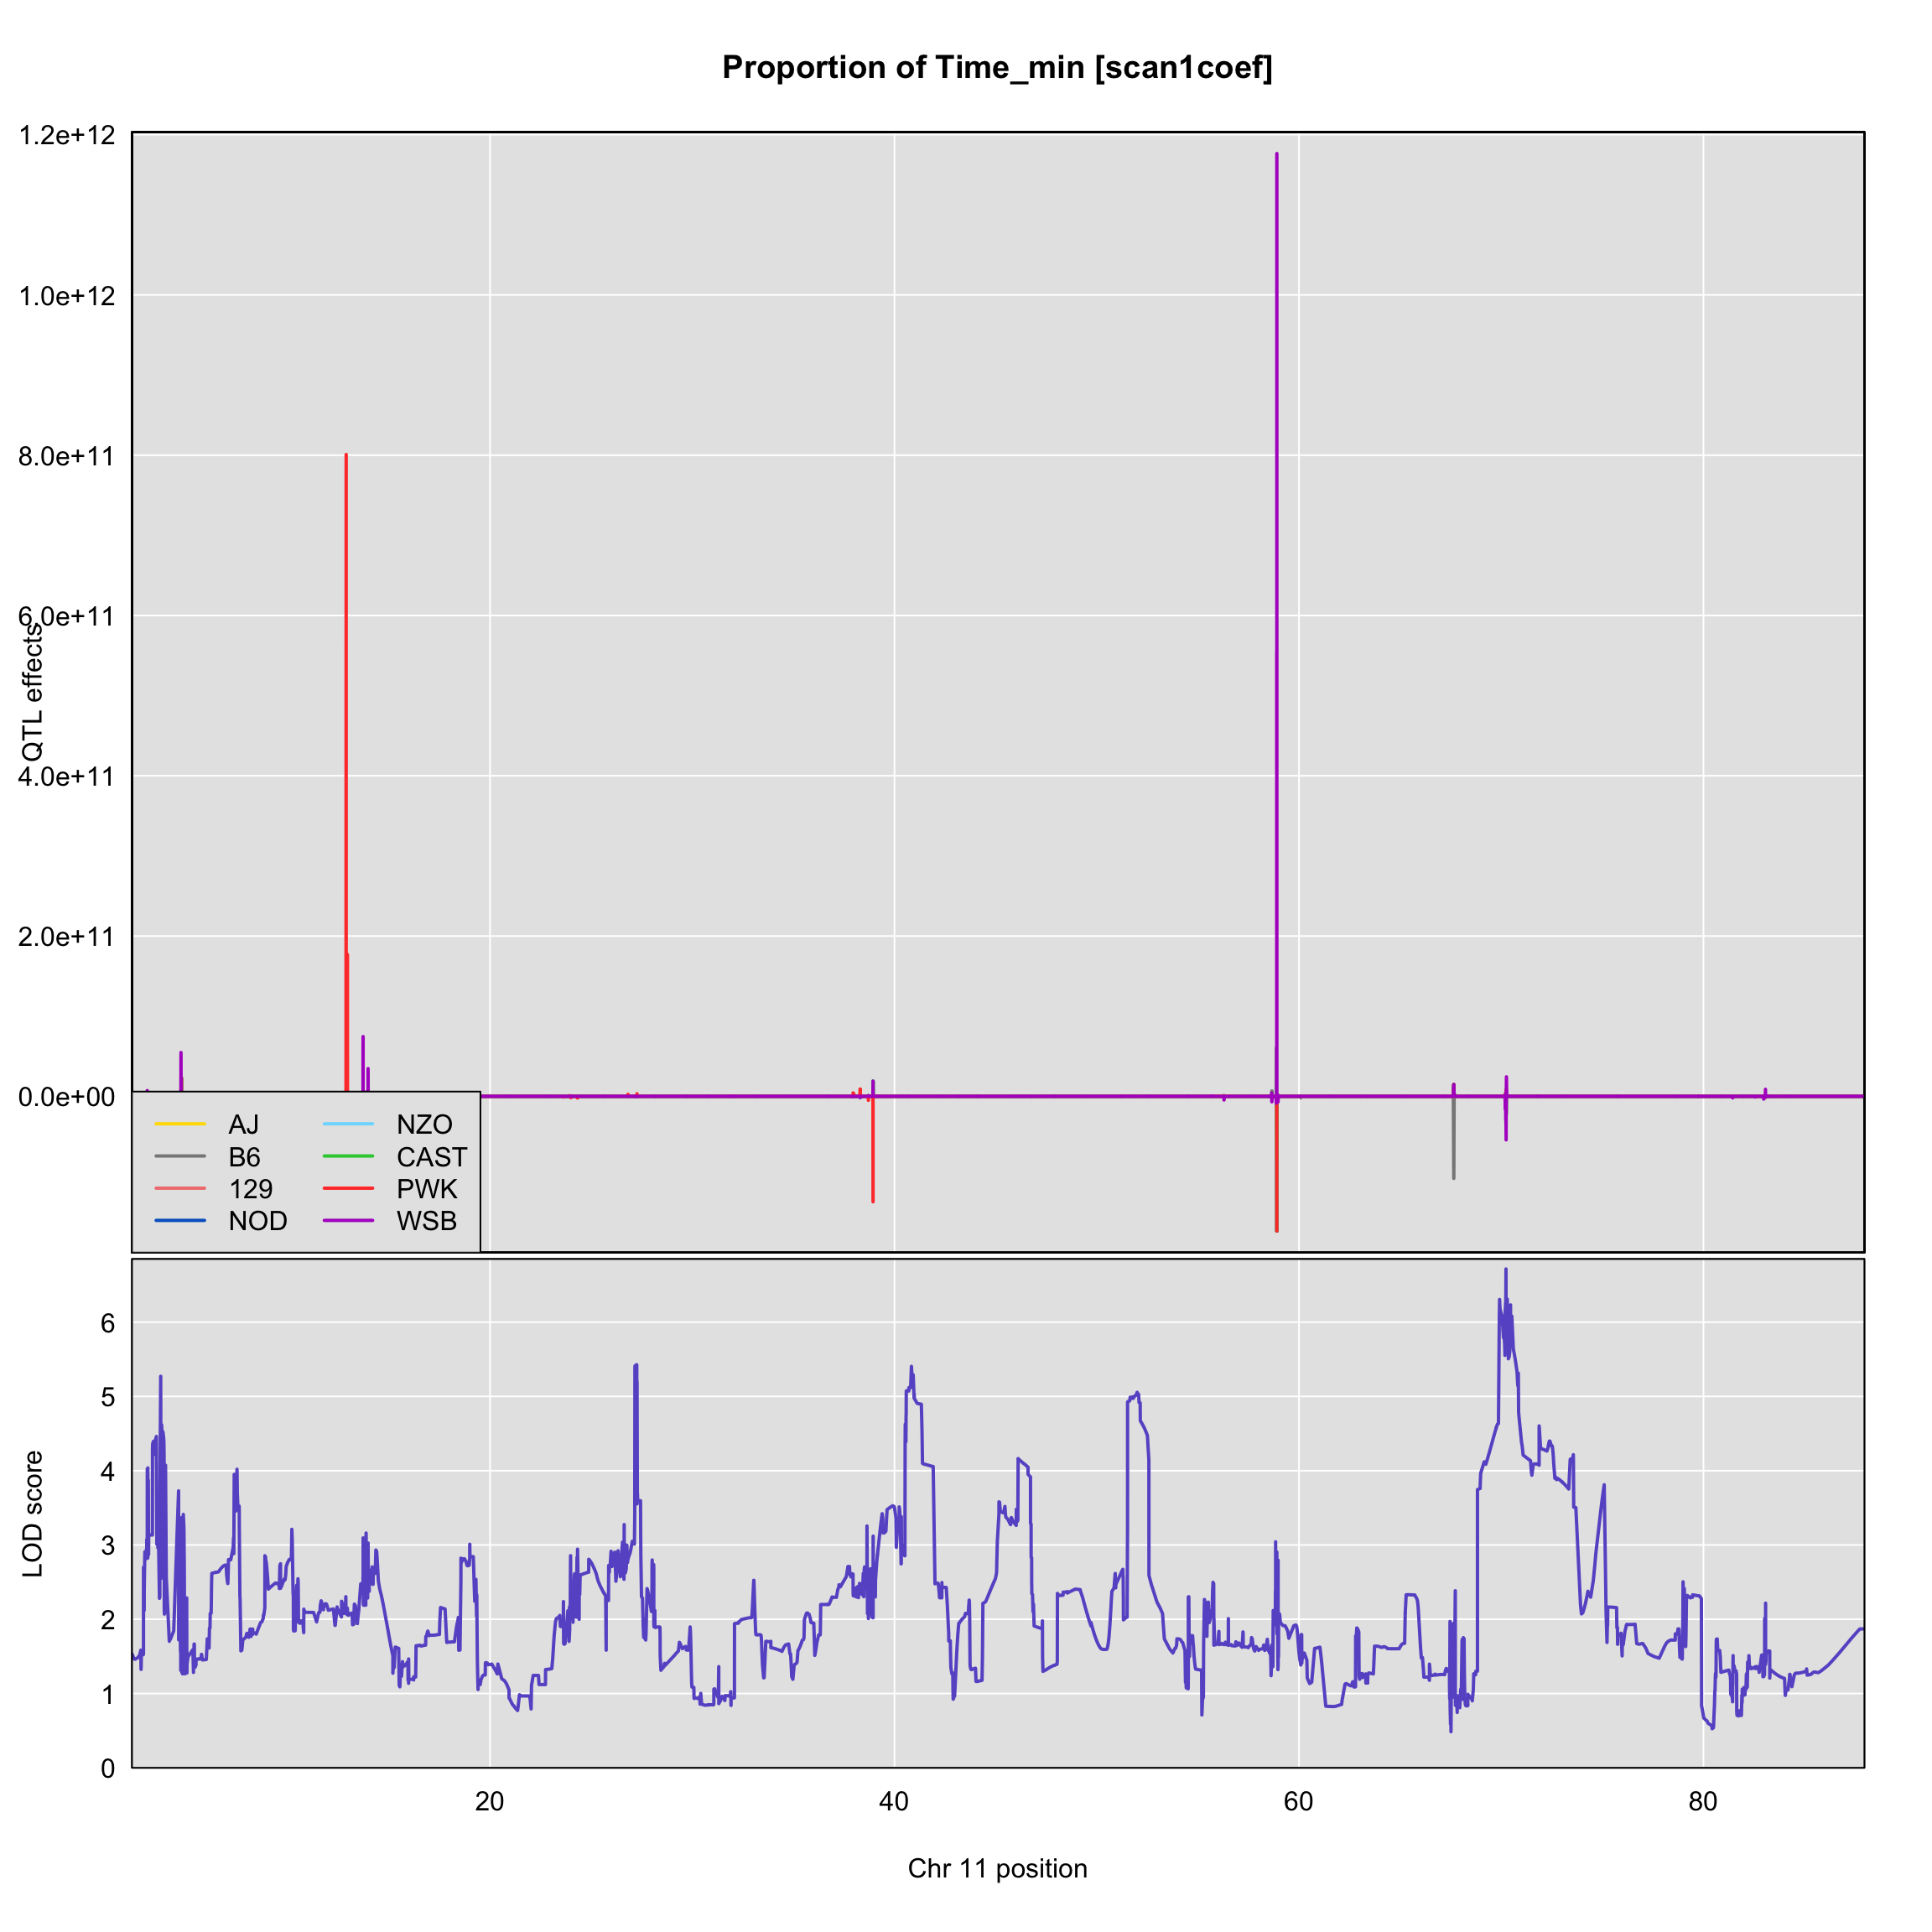 Proportion of Time_min [scan1coef]
1.2e+12
1.0e+12
8.0e+11
6.0e+11
4.0e+11
2.0e+11
0.0e+00
QTL effects
AJ NZO
B6 CAST
129 PWK
NOD WSB
6
5
4
3
2
1
0
LOD score
20 40 60 80
Chr 11 position